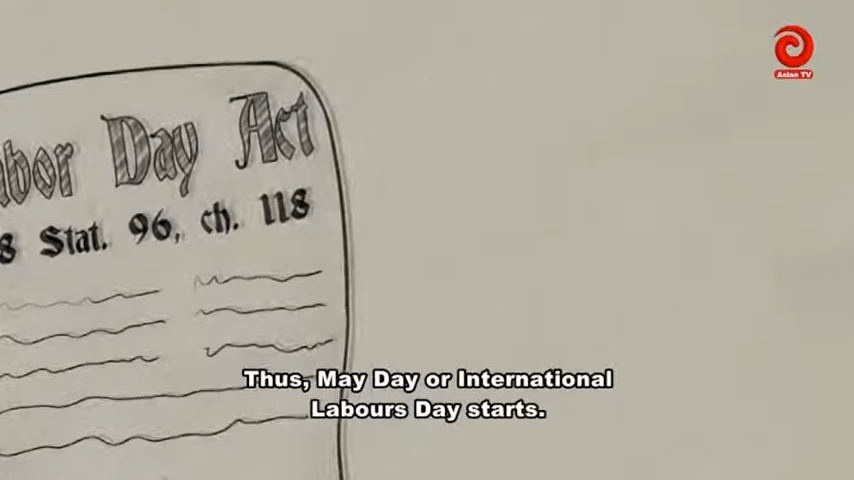 Asian TV
abor Day Act
8 Stat. 96, ch. 118
Thus, May Day or International
Labours Day starts.